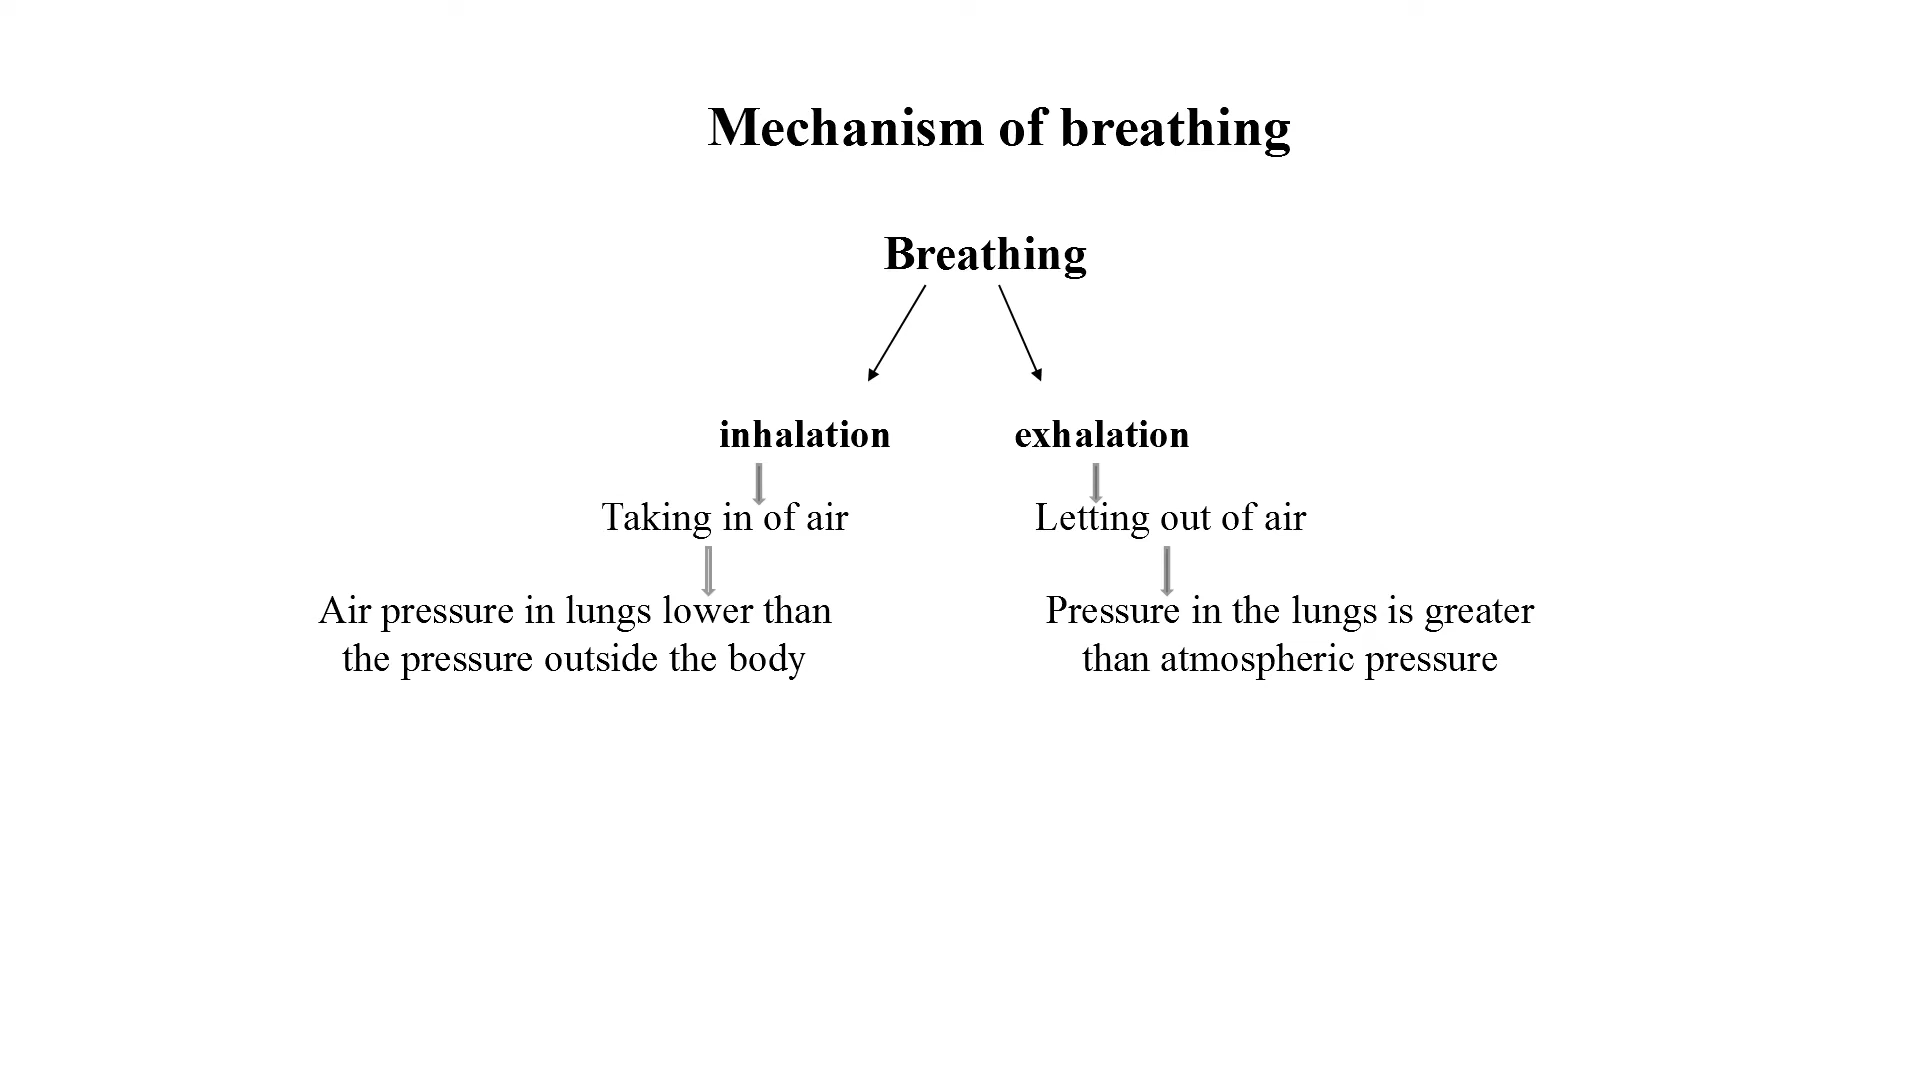 Mechanism of breathing
Breathing
inhalation
exhalation
Taking in of air
Letting out of air
Air pressure in lungs lower than
the pressure outside the body
Pressure in the lungs is greater
than atmospheric pressure